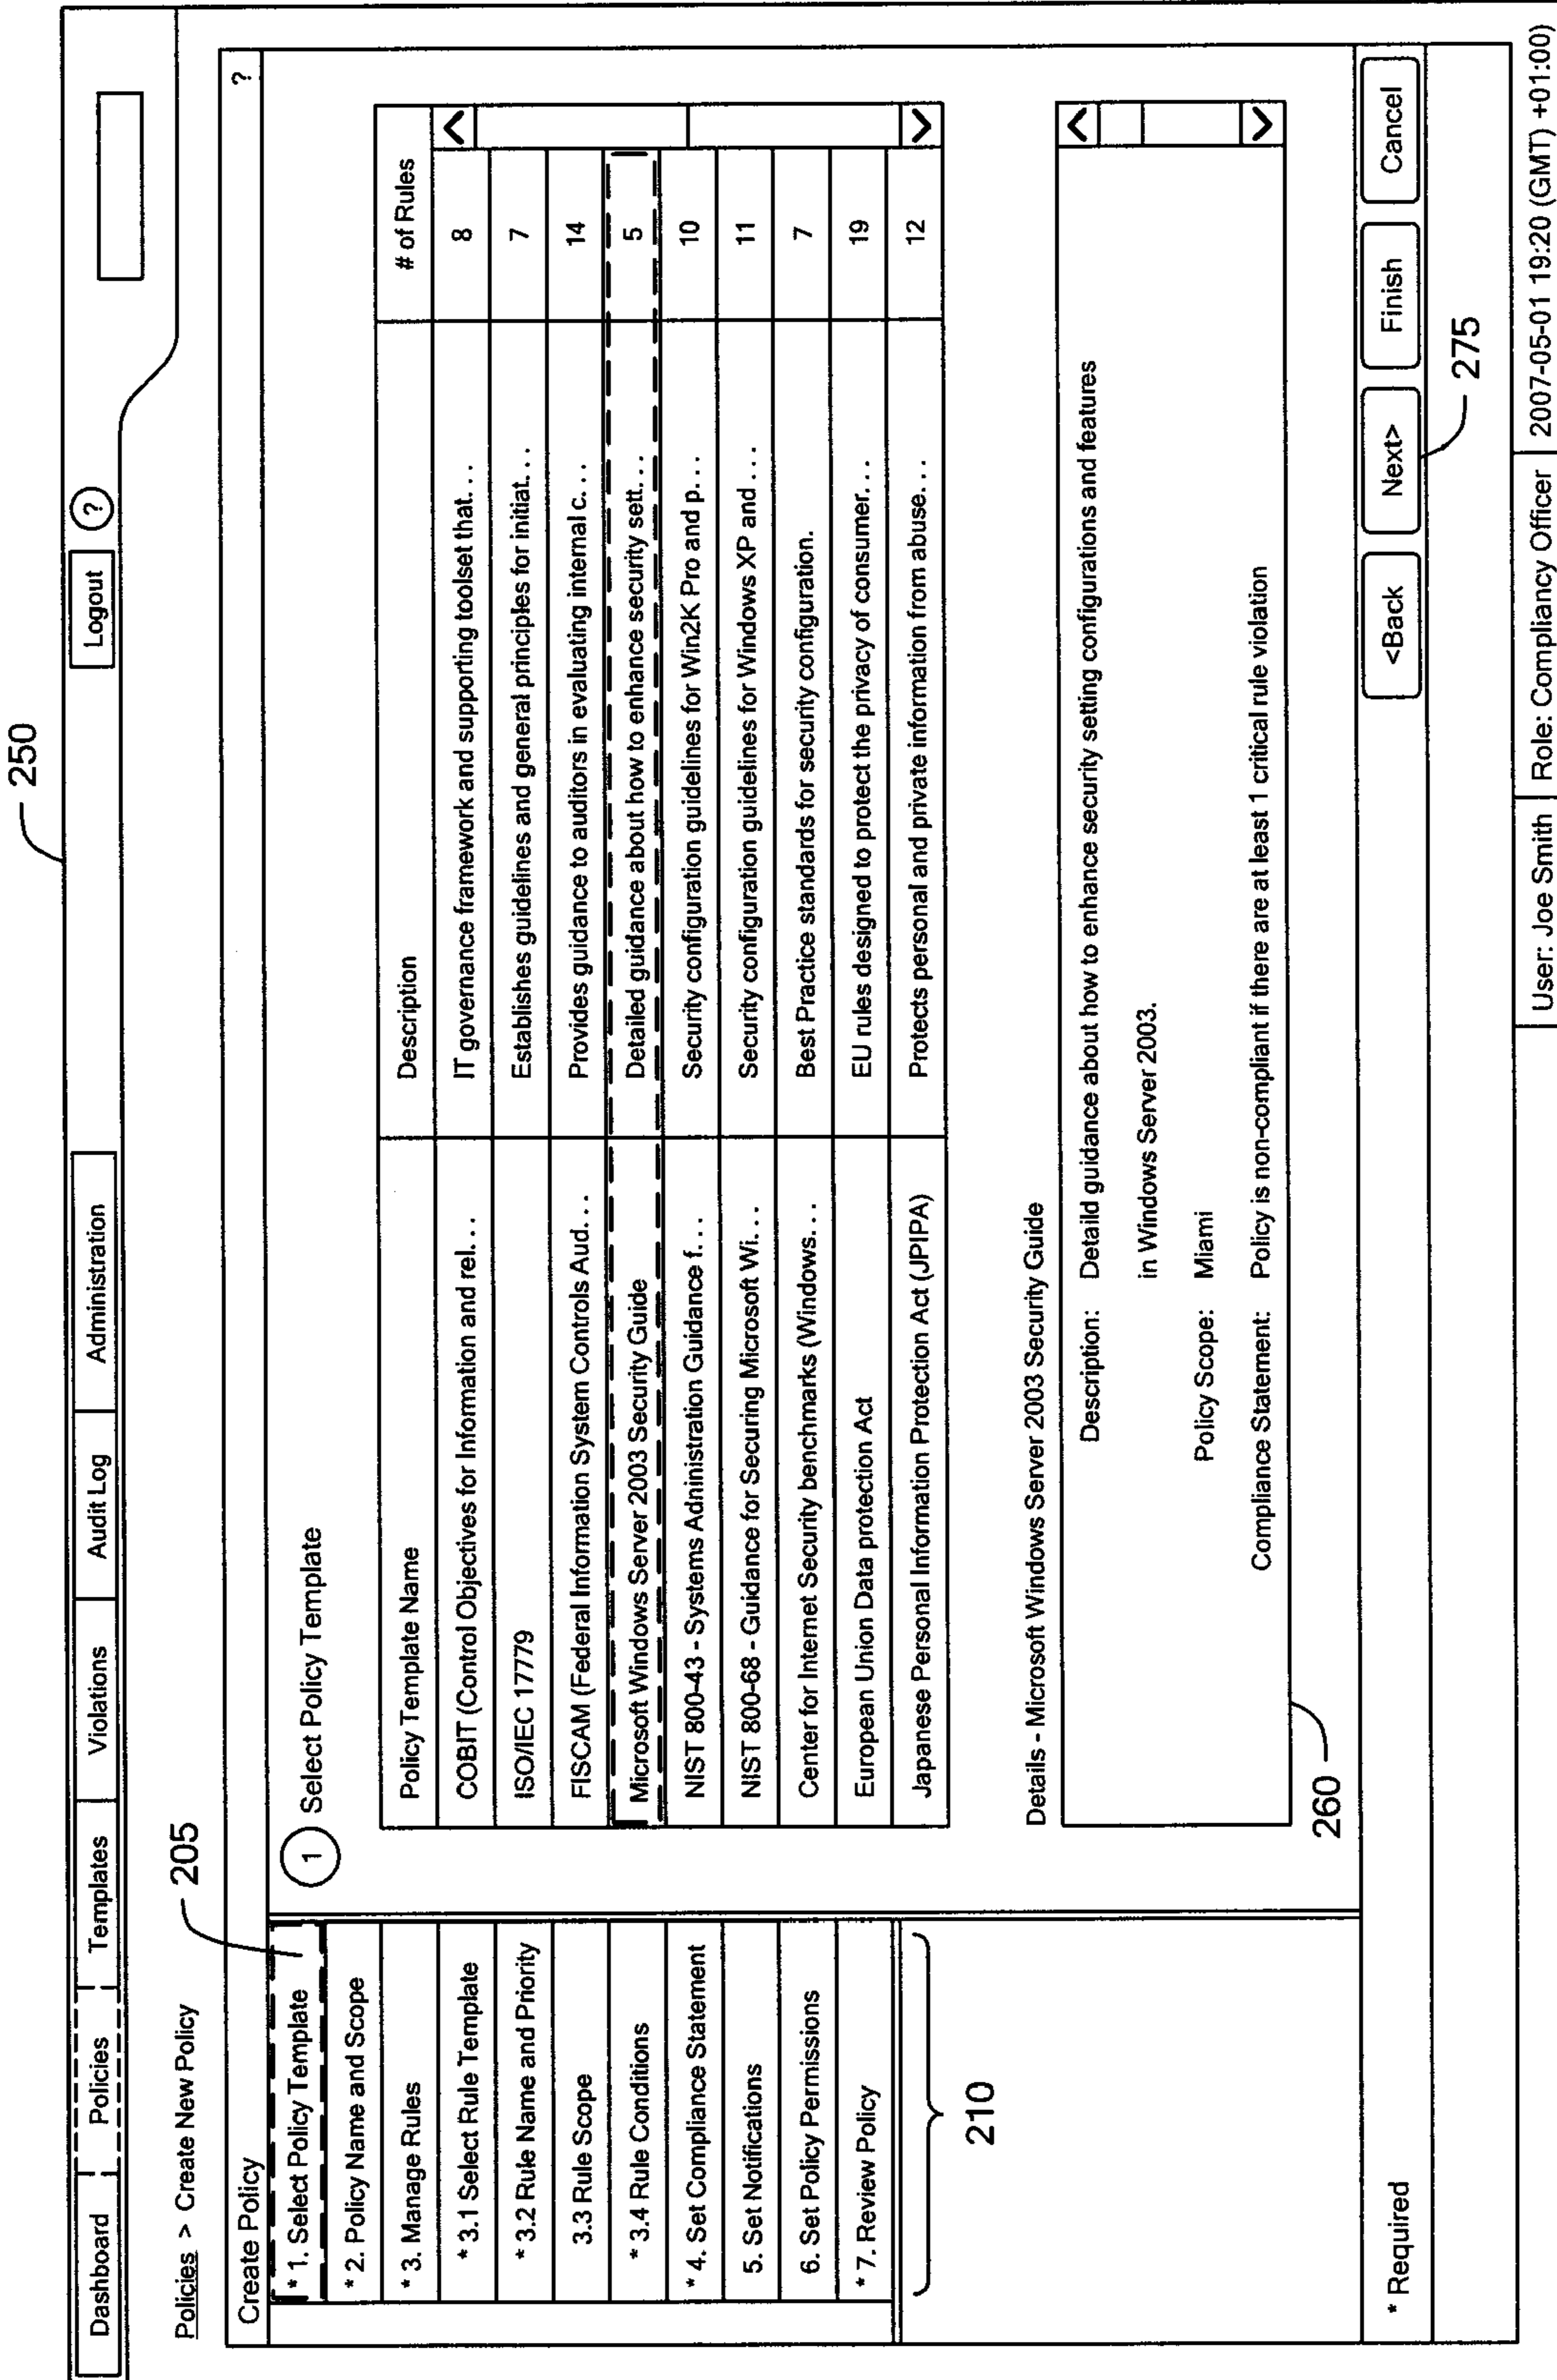 250
Dashboard Policies Templates Violations Audit Log Administration Logout ?
Policies > Create New Policy
205
Create Policy ?
* 1. Select Policy Template
* 2. Policy Name and Scope
* 3. Manage Rules
* 3.1 Select Rule Template
* 3.2 Rule Name and Priority
3.3 Rule Scope
* 3.4 Rule Conditions
* 4. Set Compliance Statement
5. Set Notifications
6. Set Policy Permissions
* 7. Review Policy
210
1 Select Policy Template
Policy Template Name Description # of Rules
COBIT (Control Objectives for Information and rel... IT governance framework and supporting toolset that... 8
ISO/IEC 17779 Establishes guidelines and general principles for initiat... 7
FISCAM (Federal Information System Controls Aud... Provides guidance to auditors in evaluating internal c... 14
Microsoft Windows Server 2003 Security Guide Detailed guidance about how to enhance security sett... 5
NIST 800-43 - Systems Adninistration Guidance f... Security configuration guidelines for Win2K Pro and p... 10
NIST 800-68 - Guidance for Securing Microsoft Wi... Security configuration guidelines for Windows XP and ... 11
Center for Internet Security benchmarks (Windows... Best Practice standards for security configuration. 7
European Union Data protection Act EU rules designed to protect the privacy of consumer... 19
Japanese Personal Information Protection Act (JPIPA) Protects personal and private information from abuse... 12
Details - Microsoft Windows Server 2003 Security Guide
Description: Detaild guidance about how to enhance security setting configurations and features
in Windows Server 2003.
Policy Scope: Miami
Compliance Statement: Policy is non-compliant if there are at least 1 critical rule violation
260
* Required <Back Next> Finish Cancel
275
User: Joe Smith Role: Compliancy Officer 2007-05-01 19:20 (GMT) +01:00)